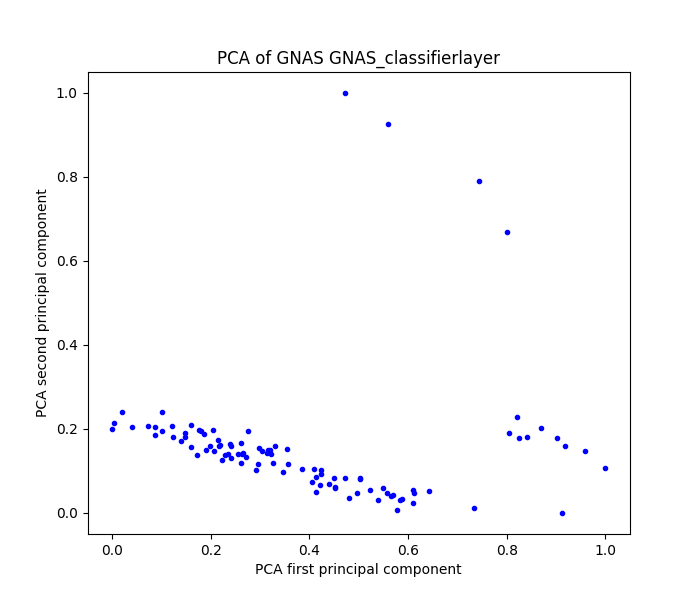 PCA of GNAS GNAS_classifierlayer
PCA second principal component
1.0
0.8
0.6
0.4
0.2
0.0
0.0 0.2 0.4 0.6 0.8 1.0
PCA first principal component